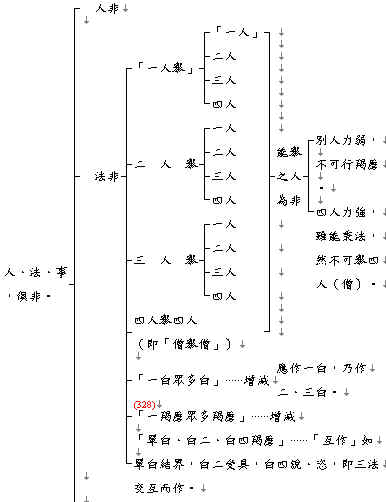 人非↓
「一人」↓
二人
「一人舉」
三人
四人
一人
別人力弱,↓
二人
能舉
不可行羯磨
法非
二人舉
三人
之人
。↓
四人
為非
四人力強,↓
一人
雖能秉法,↓
三人舉
二人
然不可舉四↓
人、法、事
三人
人(僧)。↓
,俱非。
四人
四人舉四人
(即「僧舉僧」)↓
應作一白,乃作↓
「一白眾多白」……增減
二、三白。↓
(328)↓
「一羯磨眾多羯磨」……增減↓
「單白、白二、白四羯磨」……「互作」如↓
單白結界,白二受具,白四說、恣,即三法
交互而作。↓